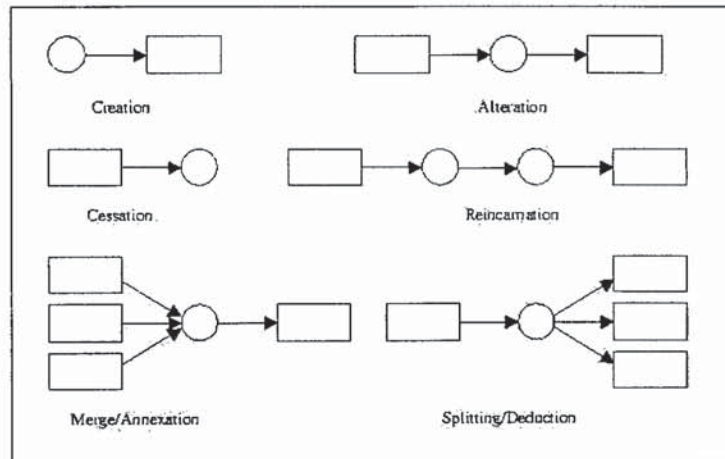 Creation
Alteration
Cessation
Reincarnation
Merge/Annexation
Splitting/Deduction